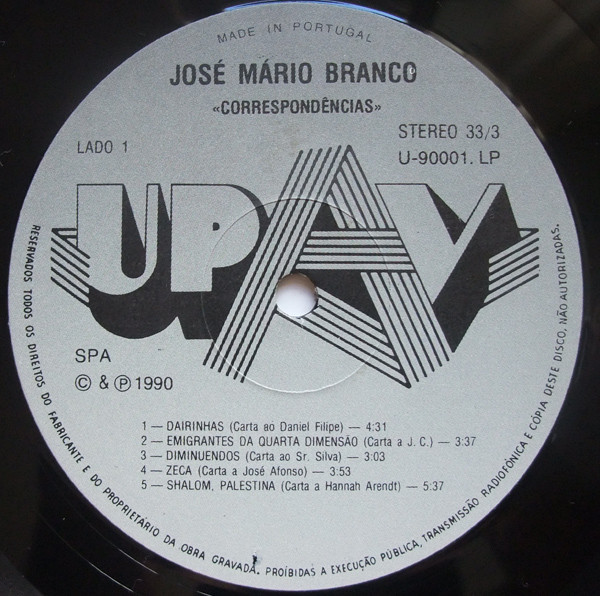 MADE IN PORTUGAL
JOSÉ MÁRIO BRANCO
«CORRESPONDÊNCIAS»
LADO 1
STEREO 33/3
U-90001. LP
UPAV
SPA
© & ℗ 1990
1 — DAIRINHAS (Carta ao Daniel Filipe) — 4:31
2 — EMIGRANTES DA QUARTA DIMENSÃO (Carta a J. C.) — 3:37
3 — DIMINUENDOS (Carta ao Sr. Silva) — 3:03
4 — ZECA (Carta a José Afonso) — 3:53
5 — SHALOM, PALESTINA (Carta a Hannah Arendt) — 5:37
RESERVADOS TODOS OS DIREITOS DO FABRICANTE E DO PROPRIETÁRIO DA OBRA GRAVADA. PROÍBIDAS A EXECUÇÃO PÚBLICA, TRANSMISSÃO RADIOFÓNICA E CÓPIA DESTE DISCO, NÃO AUTORIZADAS.